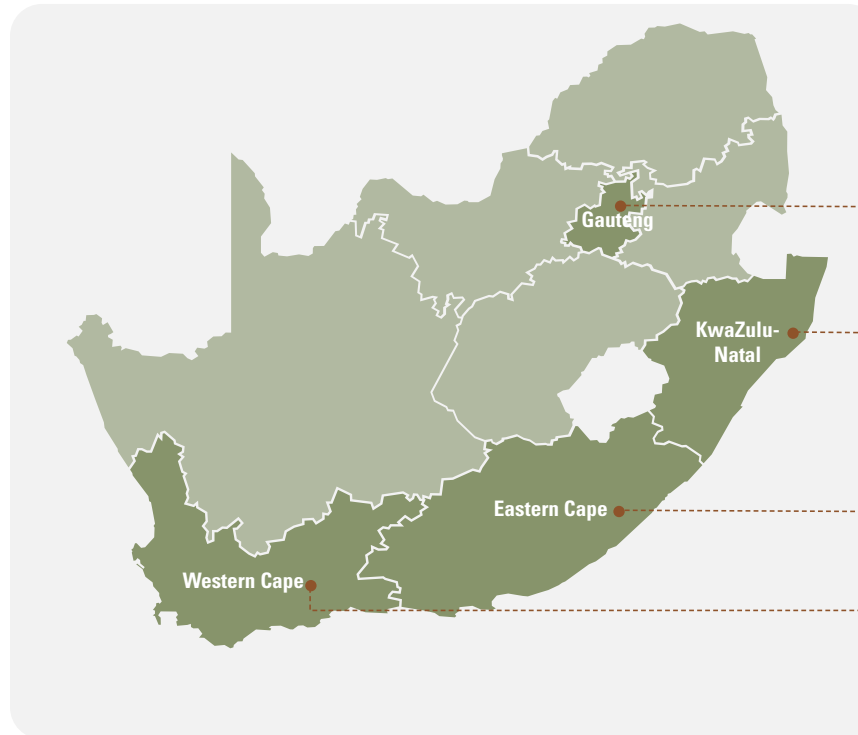 Gauteng
KwaZulu-
Natal
Eastern Cape
Western Cape